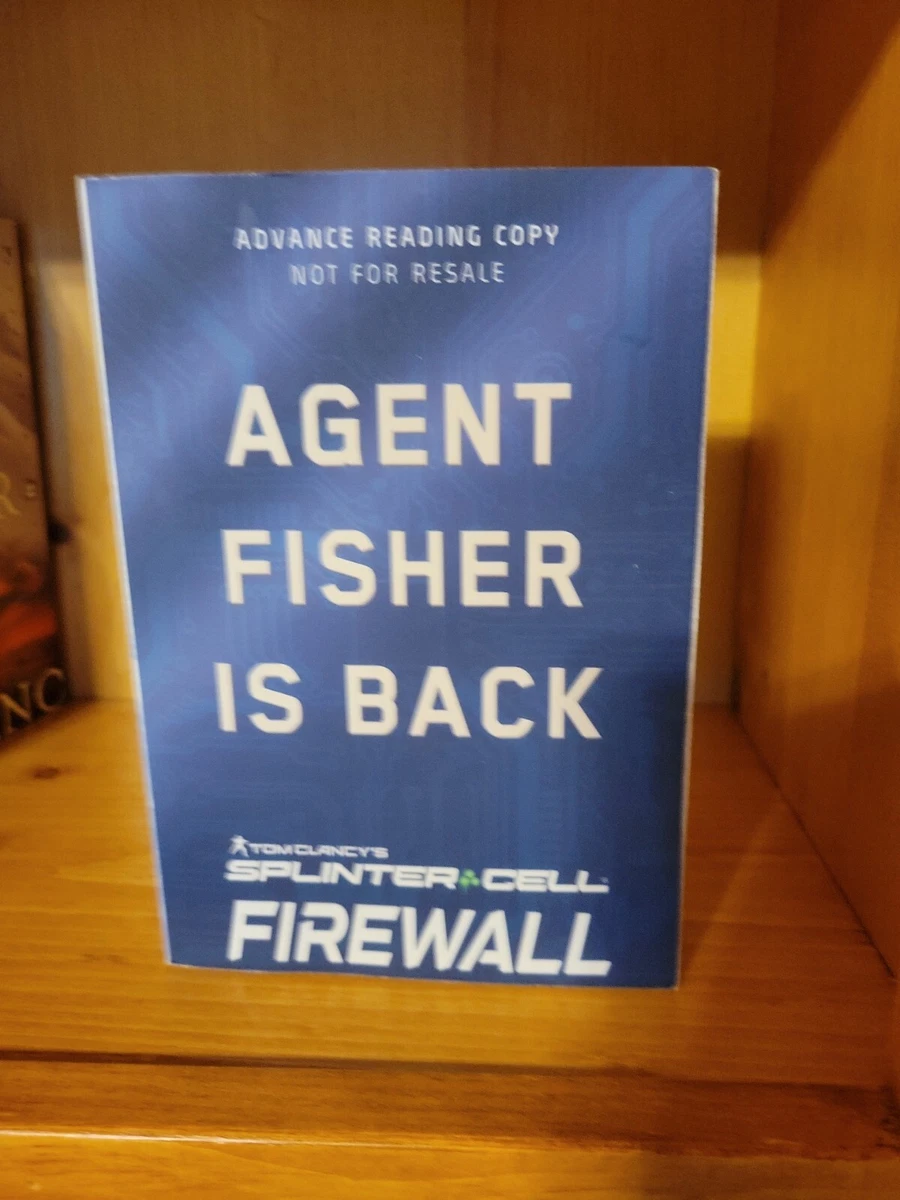 ADVANCE READING COPY
NOT FOR RESALE
AGENT
FISHER
IS BACK
TOM CLANCY'S
SPLINTER CELL
FIREWALL